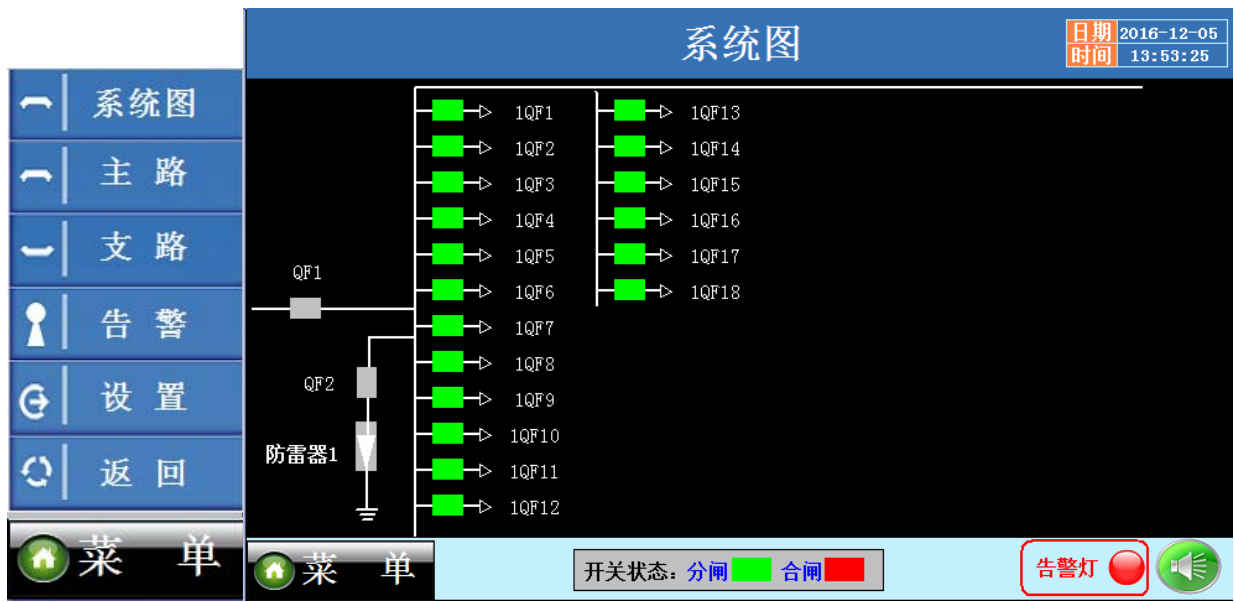 系统图
日期 2016-12-05
时间 13:53:25
系统图
主 路
支 路
告 警
设 置
返 回
菜 单
1QF1 1QF13
1QF2 1QF14
1QF3 1QF15
1QF4 1QF16
1QF5 1QF17
QF1
1QF6 1QF18
1QF7
1QF8
QF2
1QF9
1QF10
防雷器1
1QF11
1QF12
菜 单
开关状态：分闸 合闸
告警灯